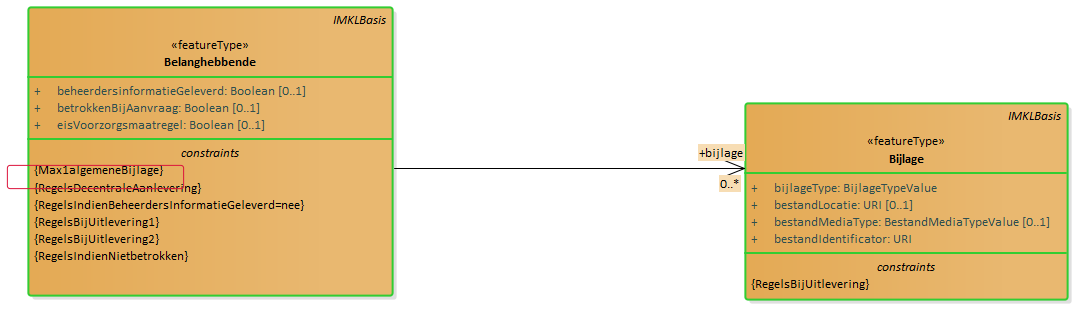 IMKLBasis
«featureType»
Belanghebbende
+ beheerdersinformatieGeleverd: Boolean [0..1]
+ betrokkenBijAanvraag: Boolean [0..1]
+ eisVoorzorgsmaatregel: Boolean [0..1]
constraints
{Max1algemeneBijlage}
{RegelsDecentraleAanlevering}
{RegelsIndienBeheerdersInformatieGeleverd=nee}
{RegelsBijUitlevering1}
{RegelsBijUitlevering2}
{RegelsIndienNietbetrokken}
+bijlage
0..*
IMKLBasis
«featureType»
Bijlage
+ bijlageType: BijlageTypeValue
+ bestandLocatie: URI [0..1]
+ bestandMediaType: BestandMediaTypeValue [0..1]
+ bestandIdentificator: URI
constraints
{RegelsBijUitlevering}